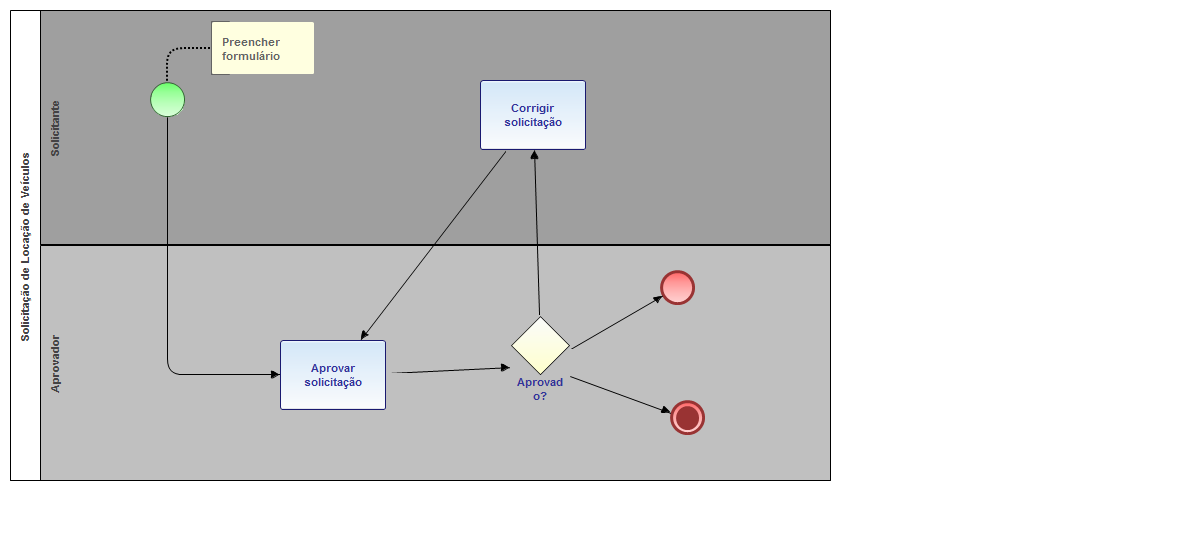 Solicitação de Locação de Veículos
Solicitante
Preencher
formulário
Corrigir
solicitação
Aprovador
Aprovar
solicitação
Aprovad
o?